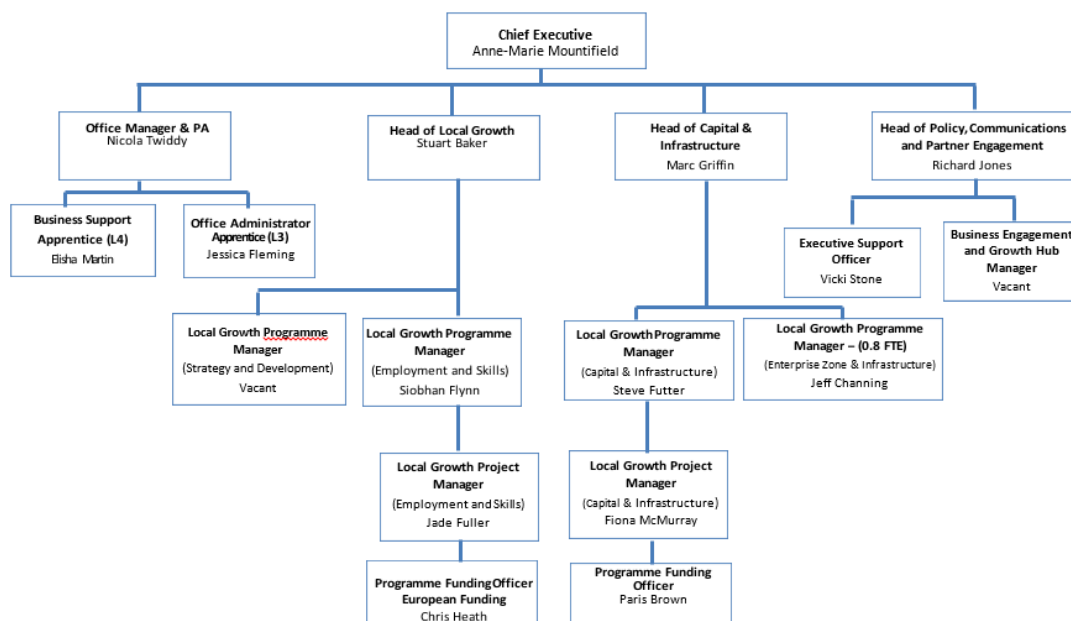 Chief Executive
Anne-Marie Mountifield
Office Manager & PA
Nicola Twiddy
Head of Local Growth
Stuart Baker
Head of Capital &
Infrastructure
Marc Griffin
Head of Policy, Communications
and Partner Engagement
Richard Jones
Business Support
Apprentice (L4)
Elisha Martin
Office Administrator
Apprentice (L3)
Jessica Fleming
Executive Support
Officer
Vicki Stone
Business Engagement
and Growth Hub
Manager
Vacant
Local Growth Programme
Manager
(Strategy and Development)
Vacant
Local Growth Programme
Manager
(Employment and Skills)
Siobhan Flynn
Local Growth Programme
Manager
(Capital & Infrastructure)
Steve Futter
Local Growth Programme
Manager – (0.8 FTE)
(Enterprise Zone & Infrastructure)
Jeff Channing
Local Growth Project
Manager
(Employment and Skills)
Jade Fuller
Local Growth Project
Manager
(Capital & Infrastructure)
Fiona McMurray
Programme Funding Officer
European Funding
Chris Heath
Programme Funding
Officer
Paris Brown